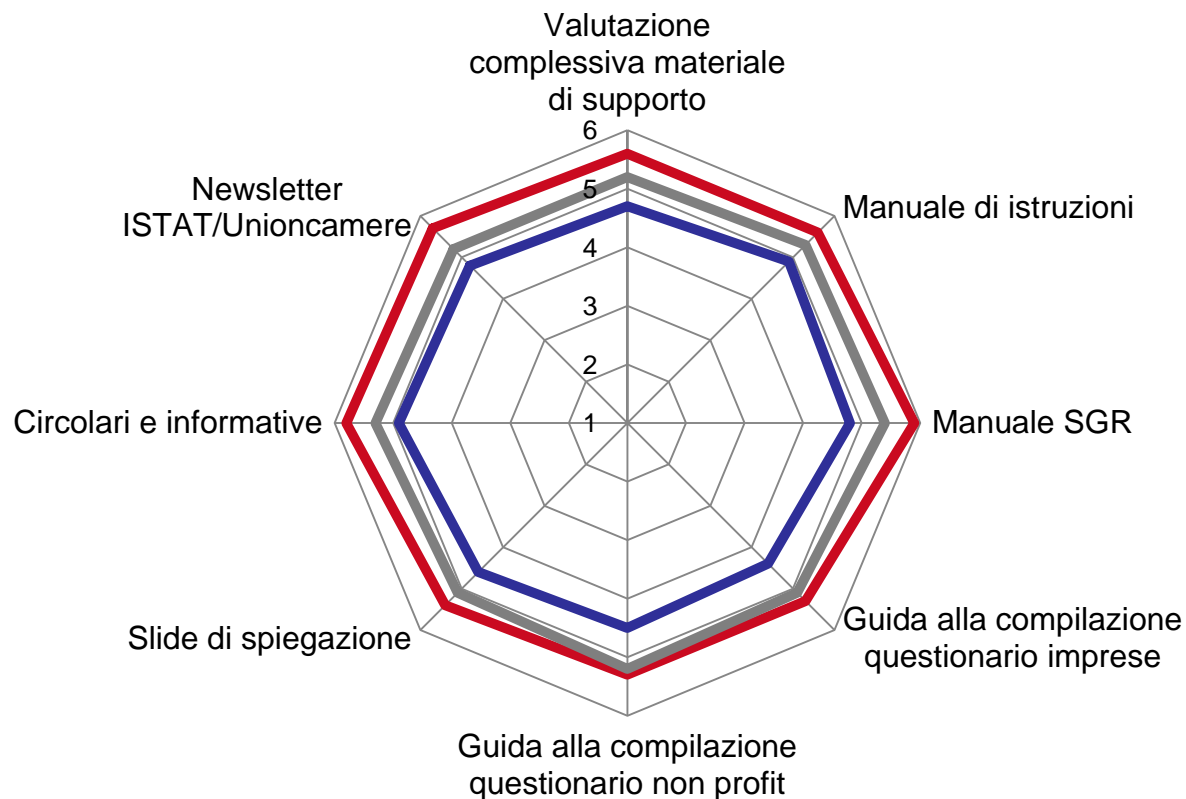 Valutazione
complessiva materiale
di supporto
6
5
4
3
2
1
Manuale di istruzioni
Manuale SGR
Guida alla compilazione
questionario imprese
Guida alla compilazione
questionario non profit
Slide di spiegazione
Circolari e informative
Newsletter
ISTAT/Unioncamere